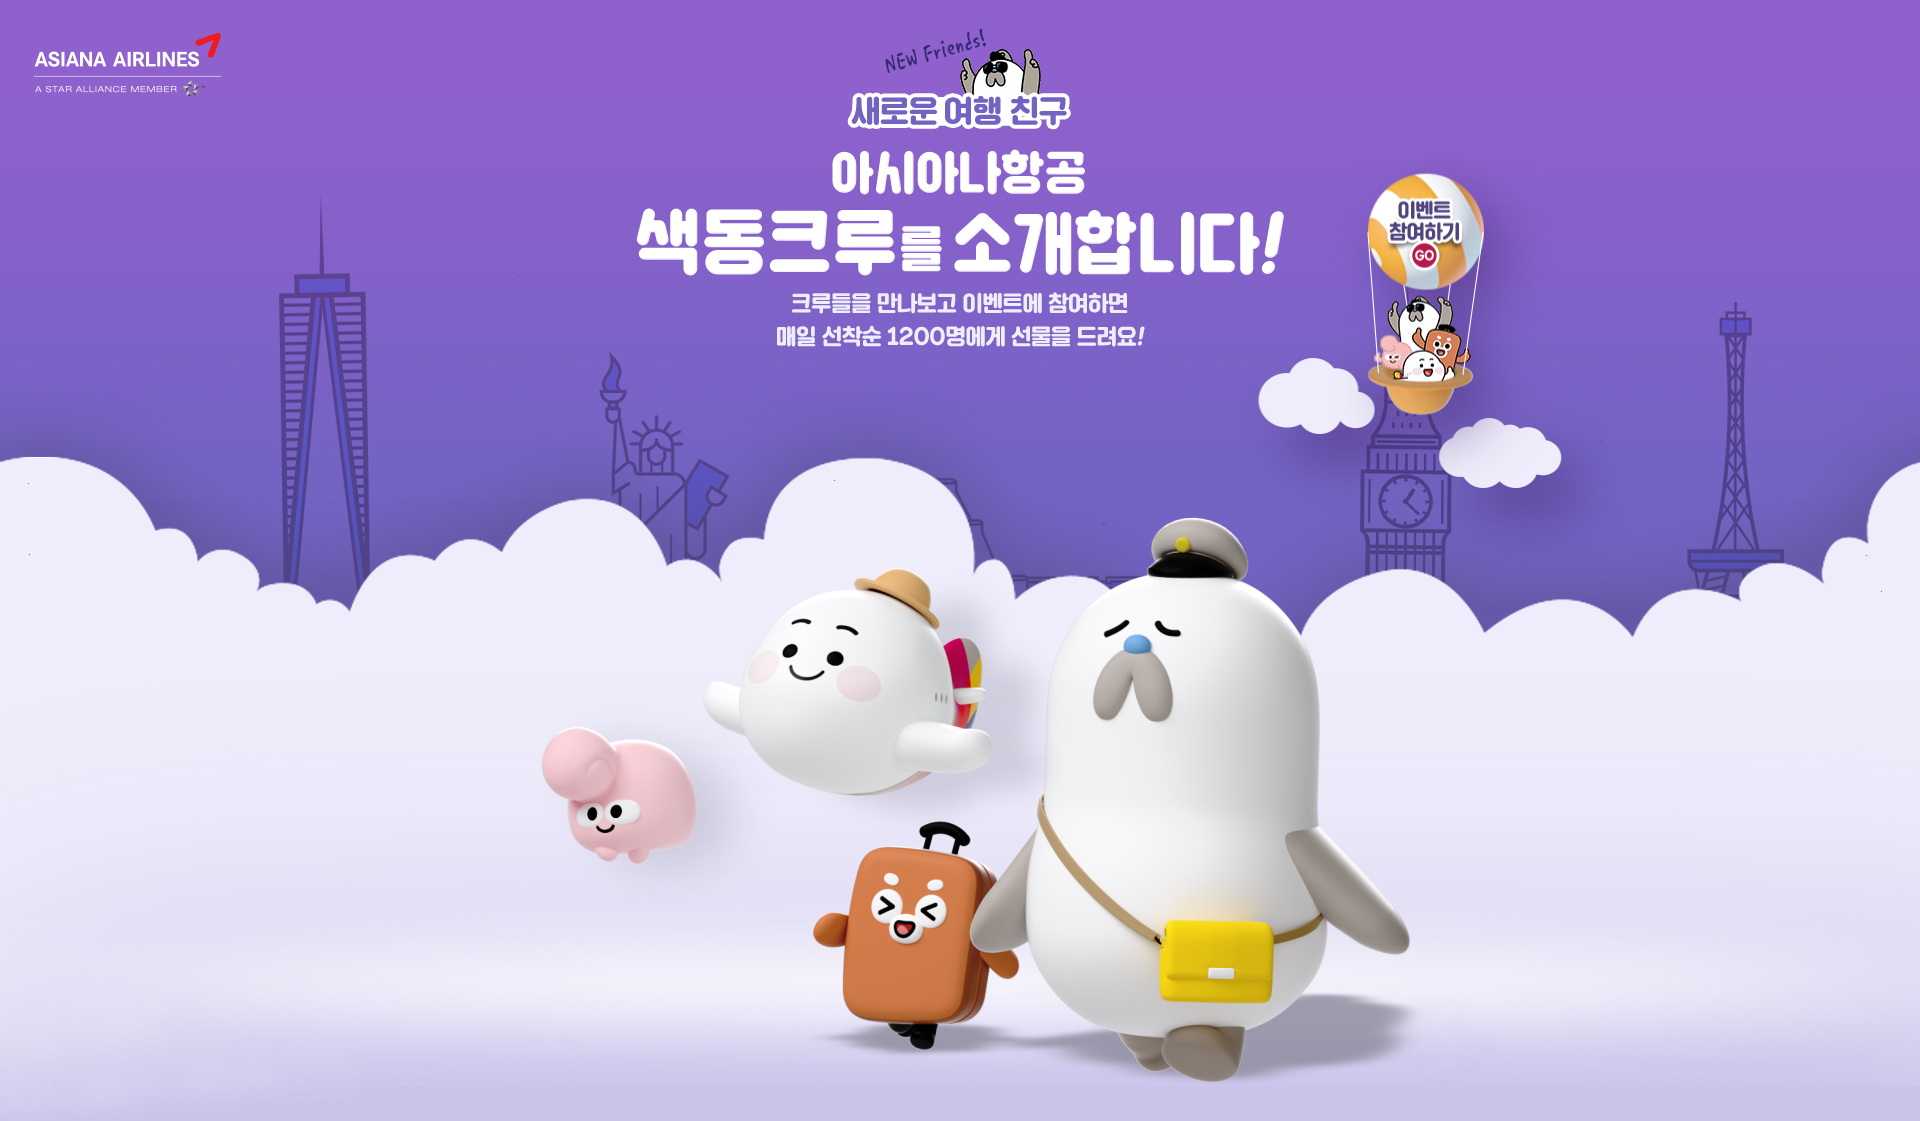 ASIANA AIRLINES
A STAR ALLIANCE MEMBER
NEW Friends!
새로운 여행 친구
아시아나항공
색동크루를 소개합니다!
크루들을 만나보고 이벤트에 참여하면
매일 선착순 1200명에게 선물을 드려요!
이벤트
참여하기
GO